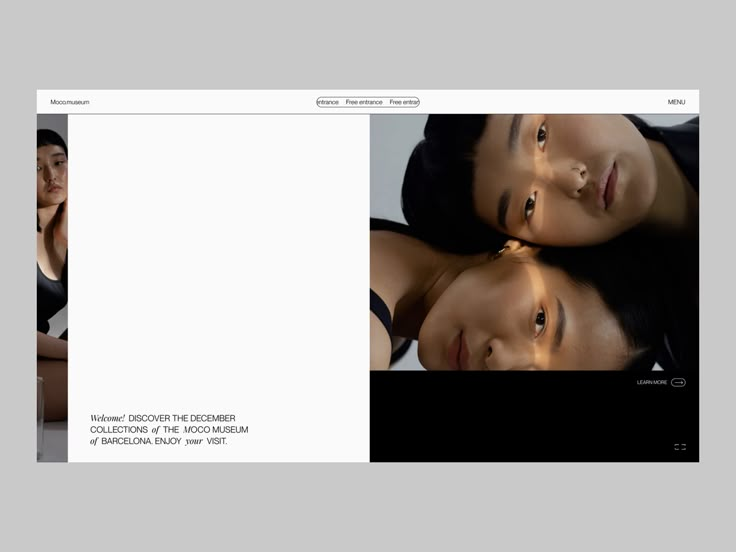 Moco.museum
entrance Free entrance Free entrar
MENU
LEARN MORE
Welcome! DISCOVER THE DECEMBER
COLLECTIONS of THE MOCO MUSEUM
of BARCELONA. ENJOY your VISIT.